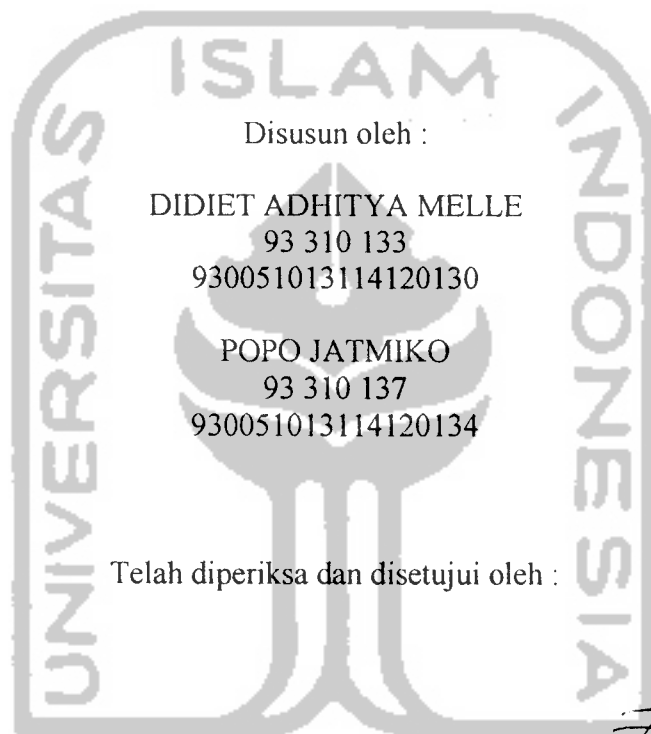 UNIVERSITAS ISLAM INDONESIA
Disusun oleh :
DIDIET ADHITYA MELLE
93 310 133
930051013114120130
POPO JATMIKO
93 310 137
930051013114120134
Telah diperiksa dan disetujui oleh :